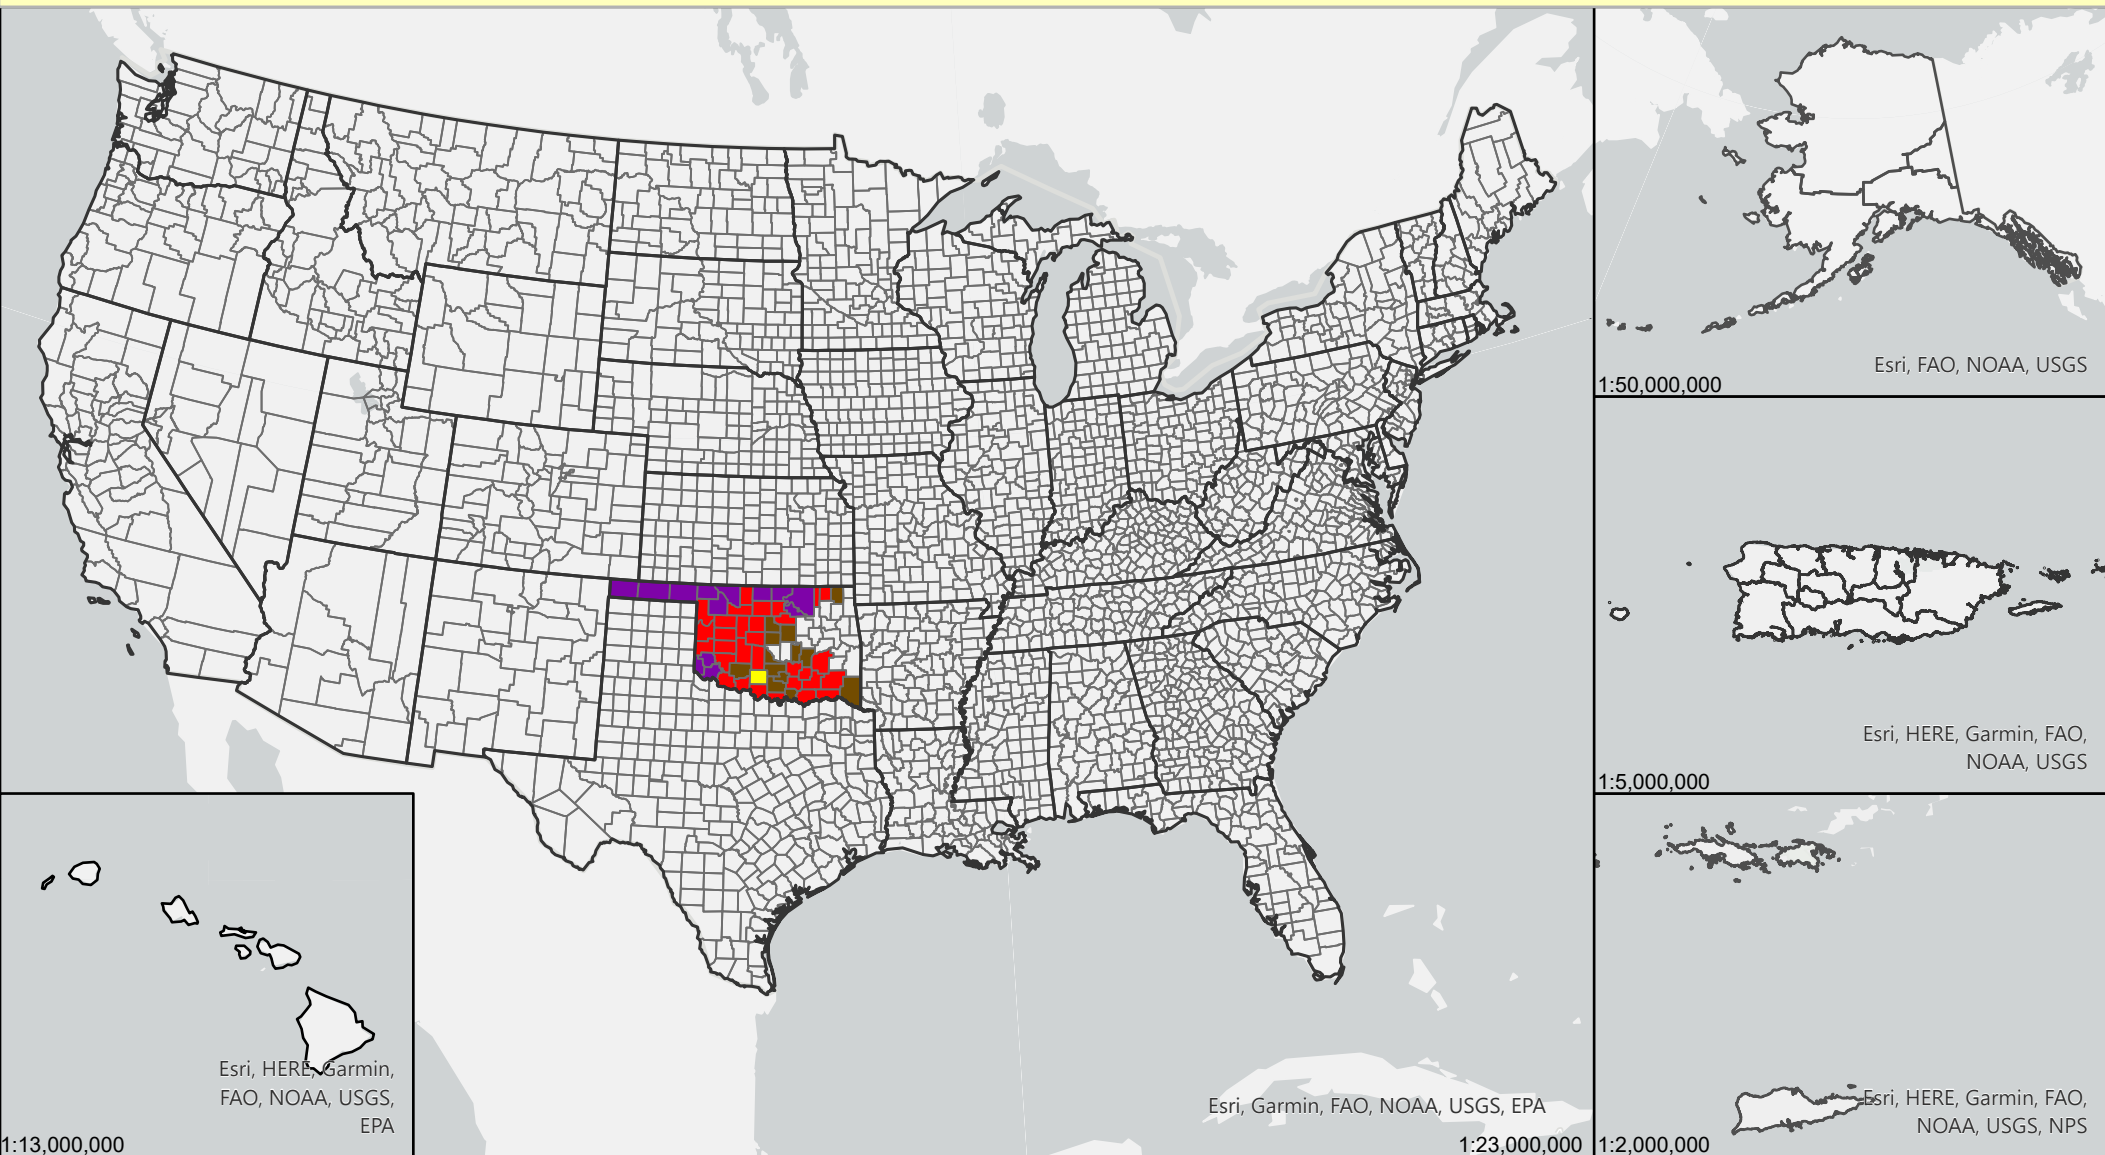 Esri, FAO, NOAA, USGS
1:50,000,000
Esri, HERE, Garmin, FAO,
NOAA, USGS
1:5,000,000
Esri, HERE, Garmin,
FAO, NOAA, USGS,
EPA
1:13,000,000
Esri, Garmin, FAO, NOAA, USGS, EPA
1:23,000,000
Esri, HERE, Garmin, FAO,
NOAA, USGS, NPS
1:2,000,000